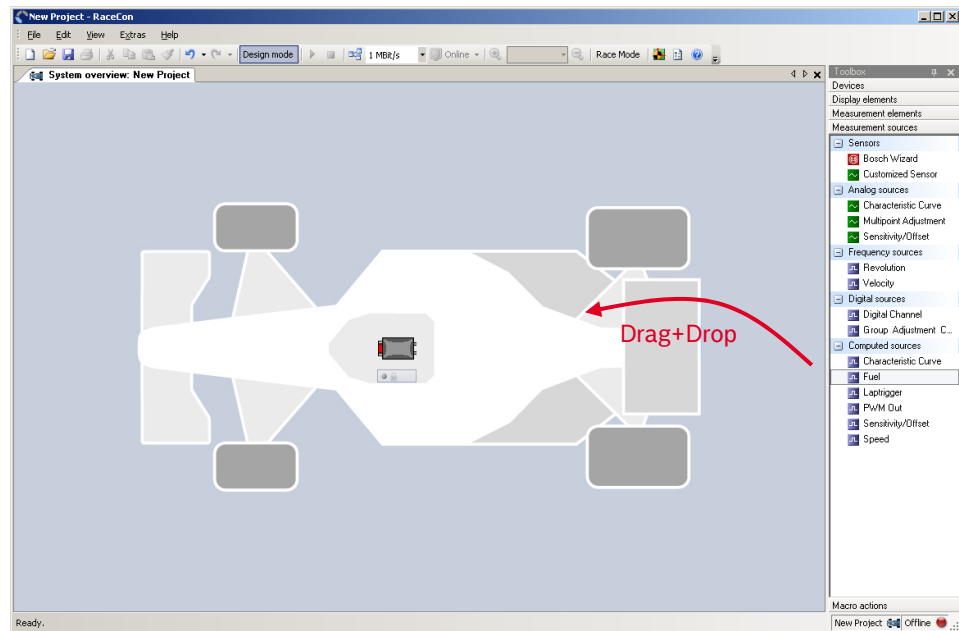 New Project - RaceCon
File Edit View Extras Help
Design mode 1 MBit/s Online Race Mode
System overview: New Project
Toolbox
Devices
Display elements
Measurement elements
Measurement sources
Sensors
Bosch Wizard
Customized Sensor
Analog sources
Characteristic Curve
Multipoint Adjustment
Sensitivity/Offset
Frequency sources
Revolution
Velocity
Digital sources
Digital Channel
Group Adjustment C...
Computed sources
Characteristic Curve
Fuel
Laptrigger
PWM Out
Sensitivity/Offset
Speed
Drag+Drop
Macro actions
Ready.
New Project Offline